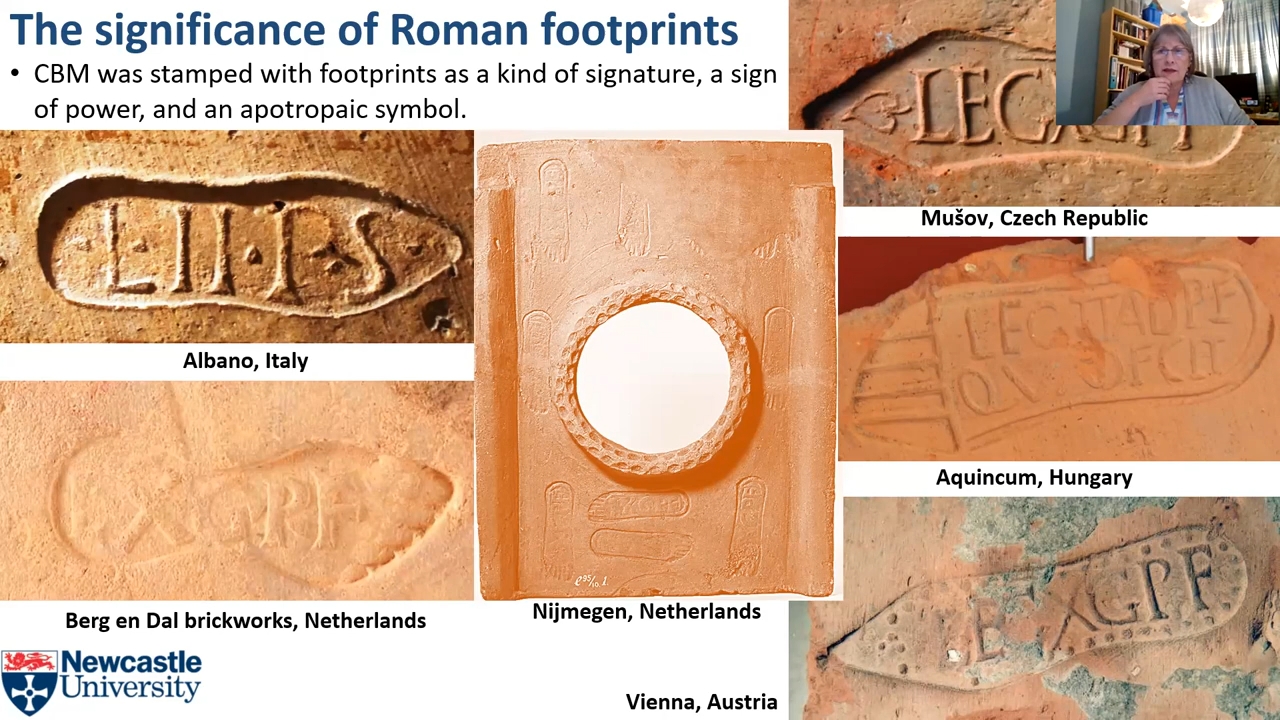 The significance of Roman footprints
• CBM was stamped with footprints as a kind of signature, a sign
of power, and an apotropaic symbol.
L·II·P·S
Albano, Italy
Mušov, Czech Republic
Aquincum, Hungary
Berg en Dal brickworks, Netherlands
Nijmegen, Netherlands
Vienna, Austria
LE XGPF
Newcastle
University